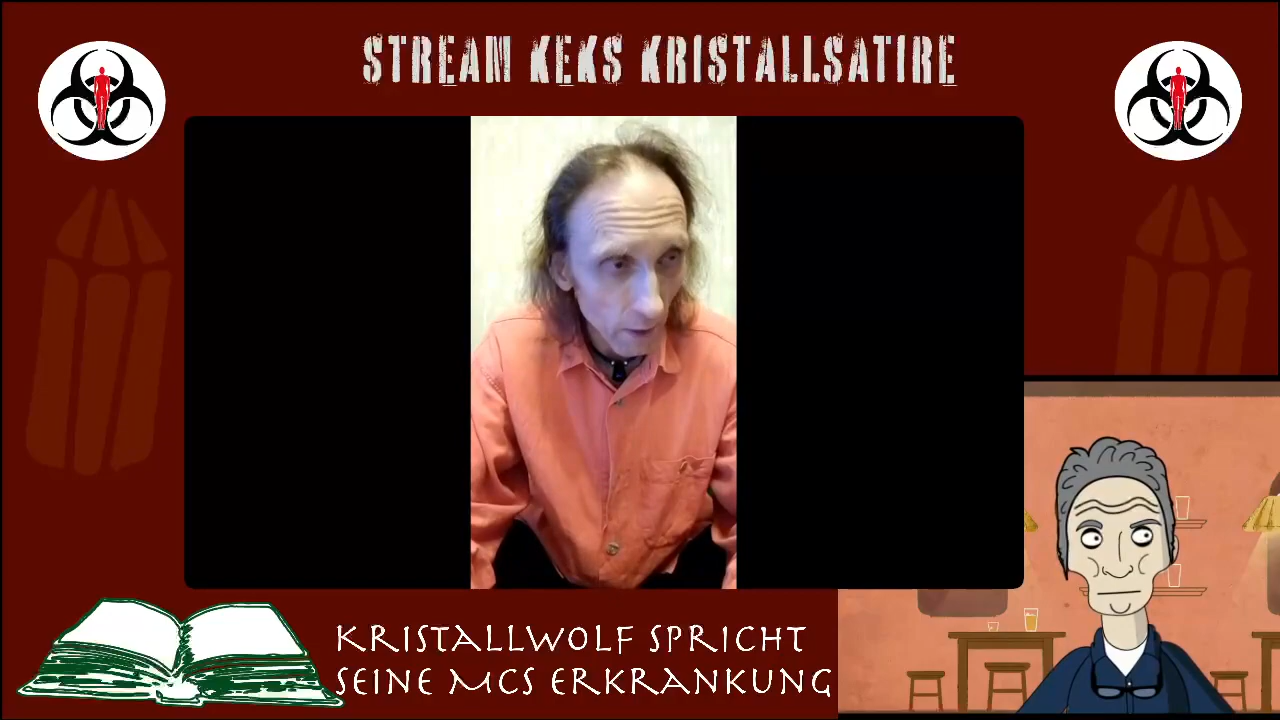 STREAM KEKS KRISTALLSATIRE
KRISTALLWOLF SPRICHT
SEINE MCS ERKRANKUNG